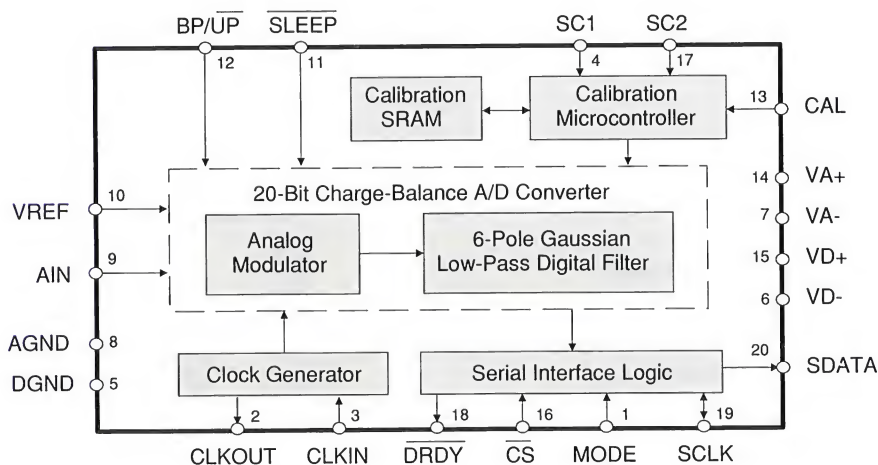 BP/UP SLEEP SC1 SC2
12 11 4 17
Calibration
SRAM
Calibration
Microcontroller
13 CAL
20-Bit Charge-Balance A/D Converter
VREF 10
AIN 9
Analog
Modulator
6-Pole Gaussian
Low-Pass Digital Filter
14 VA+
7 VA-
15 VD+
6 VD-
AGND 8
DGND 5
Clock Generator
Serial Interface Logic
20 SDATA
2 3 18 16 1 19
CLKOUT CLKIN DRDY CS MODE SCLK